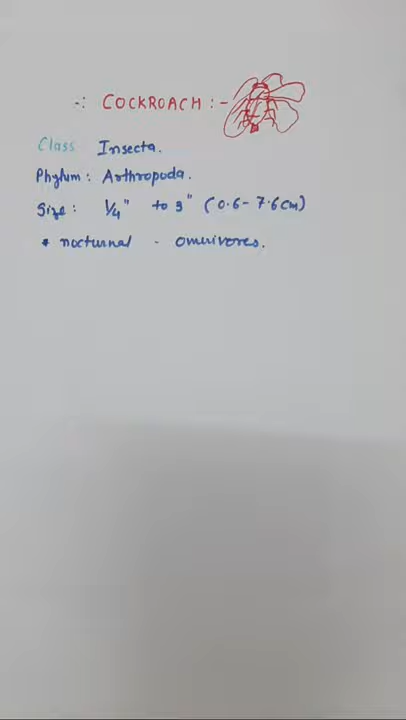 -: COCKROACH :-
Class Insecta.
Phylum: Arthropoda.
Size: 1/4" to 3" (0.6 - 7.6 cm)
* nocturnal - omnivores.